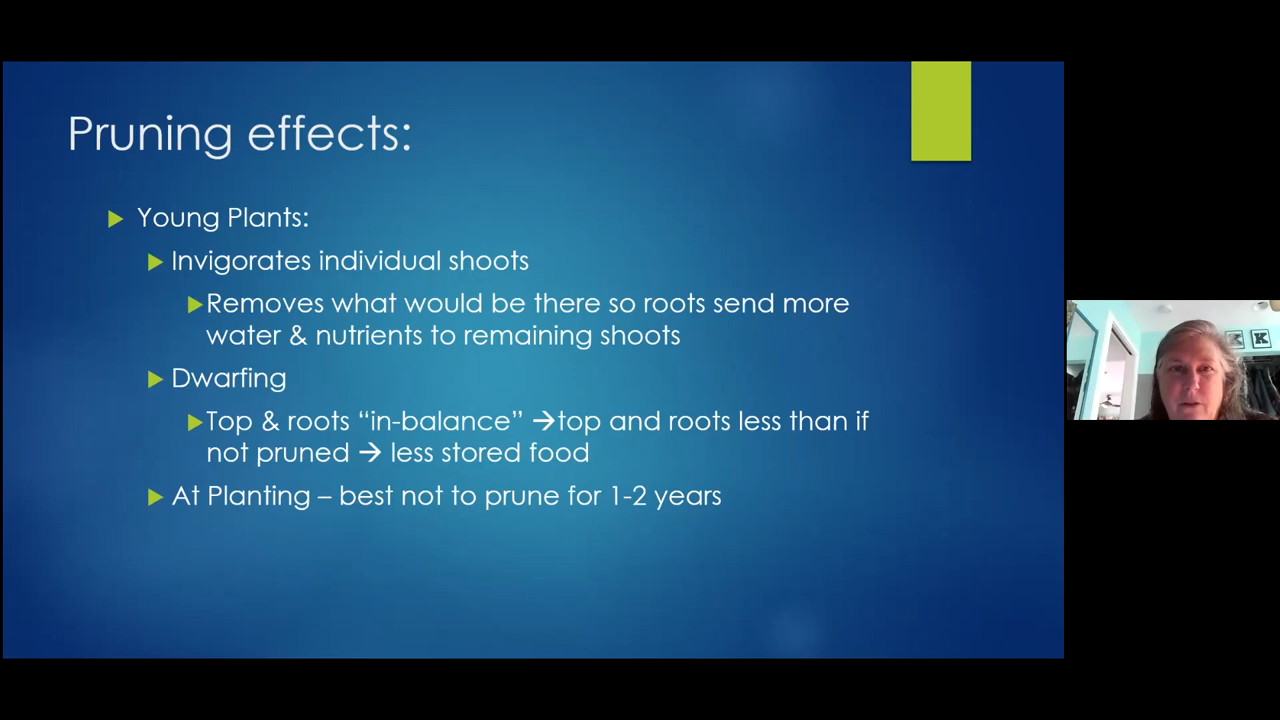 Pruning effects:
Young Plants:
Invigorates individual shoots
Removes what would be there so roots send more
water & nutrients to remaining shoots
Dwarfing
Top & roots “in-balance” →top and roots less than if
not pruned → less stored food
At Planting – best not to prune for 1-2 years
K
K